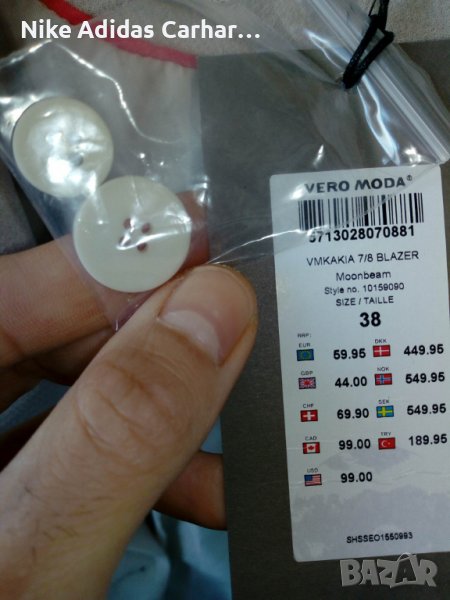 Nike Adidas Carhar...
VERO MODA®
5713028070881
VMKAKIA 7/8 BLAZER
Moonbeam
Style no. 10159090
SIZE / TAILLE
38
RRP:
EUR 59.95 DKK 449.95
GBP 44.00 NOK 549.95
CHF 69.90 SEK 549.95
CAD 99.00 TRY 189.95
USD 99.00
SHSSEO1550993
BAZAR